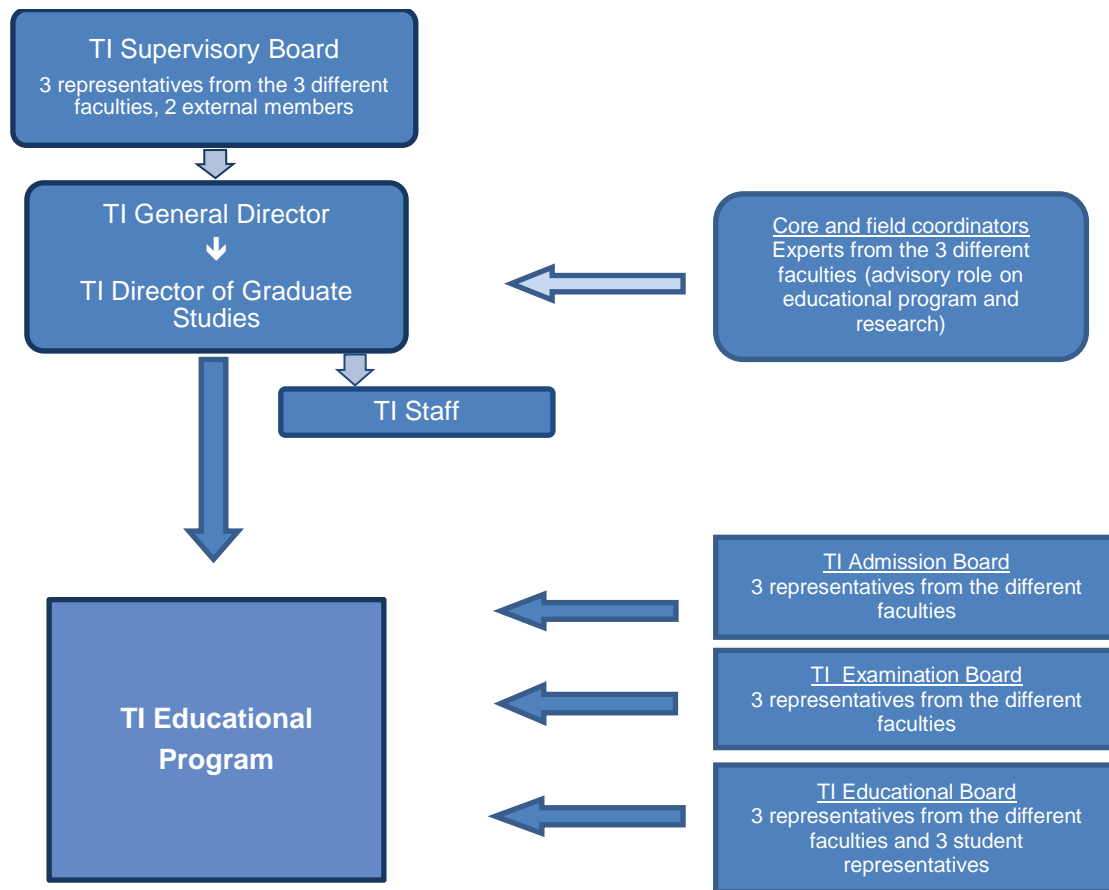 TI Supervisory Board
3 representatives from the 3 different
faculties, 2 external members
TI General Director
TI Director of Graduate
Studies
Core and field coordinators
Experts from the 3 different
faculties (advisory role on
educational program and
research)
TI Staff
TI Admission Board
3 representatives from the different
faculties
TI Examination Board
3 representatives from the different
faculties
TI Educational
Program
TI Educational Board
3 representatives from the different
faculties and 3 student
representatives